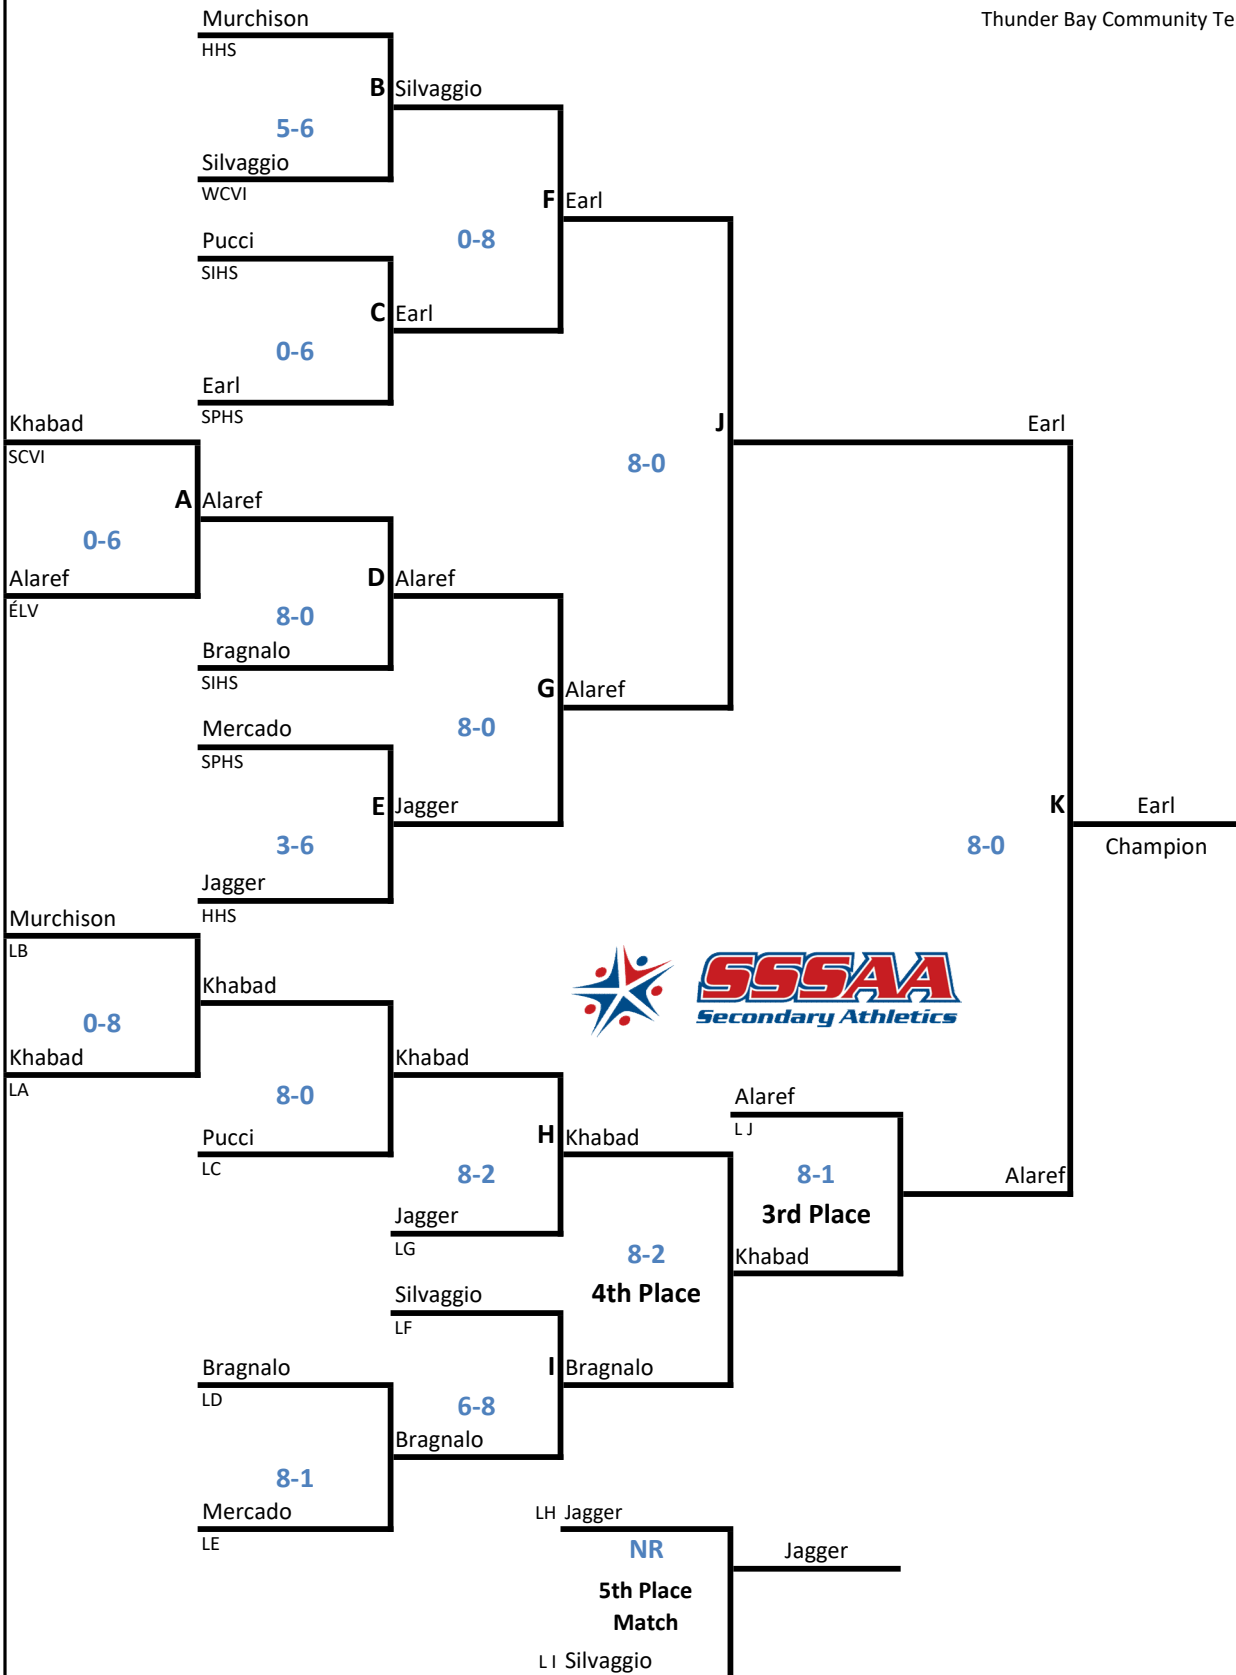 Murchison
Thunder Bay Community Te
HHS
B Silvaggio
5-6
Silvaggio
WCVI
F Earl
Pucci
0-8
SIHS
C Earl
0-6
Earl
SPHS
Khabad
J
Earl
SCVI
8-0
A Alaref
0-6
Alaref
D Alaref
ÉLV
8-0
Bragnalo
SIHS
G Alaref
Mercado
8-0
SPHS
E Jagger
K Earl
3-6
8-0
Champion
Jagger
HHS
Murchison
LB
SSSAA
Secondary Athletics
Khabad
0-8
Khabad
Khabad
LA
8-0
Alaref
L J
Pucci
H Khabad
LC
8-2
8-1
Alaref
Jagger
3rd Place
LG
8-2
Khabad
Silvaggio
4th Place
LF
Bragnalo
I Bragnalo
LD
6-8
Bragnalo
8-1
Mercado
LH Jagger
LE
NR
Jagger
5th Place
Match
L I Silvaggio